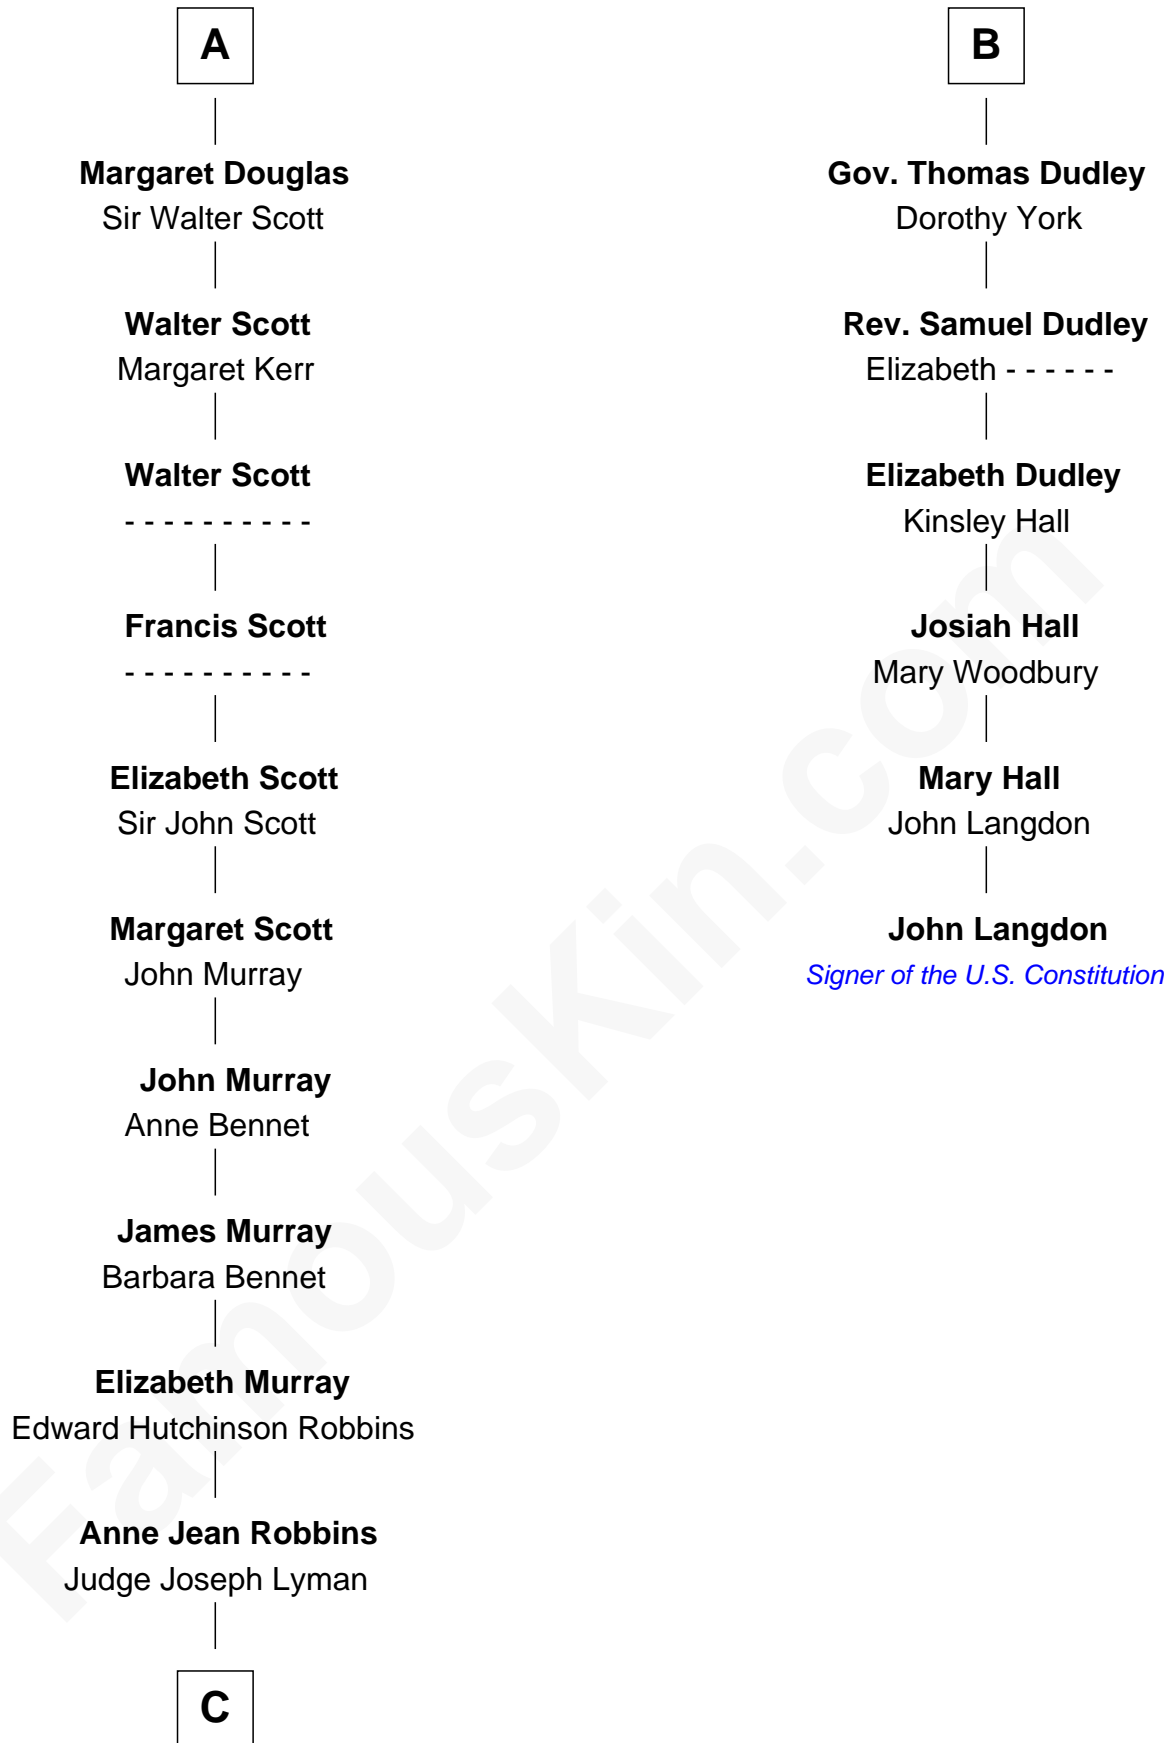 A
Margaret Douglas
Sir Walter Scott
Walter Scott
Margaret Kerr
Walter Scott
- - - - - - - - - -
Francis Scott
- - - - - - - - - -
Elizabeth Scott
Sir John Scott
Margaret Scott
John Murray
John Murray
Anne Bennet
James Murray
Barbara Bennet
Elizabeth Murray
Edward Hutchinson Robbins
Anne Jean Robbins
Judge Joseph Lyman
C
B
Gov. Thomas Dudley
Dorothy York
Rev. Samuel Dudley
Elizabeth - - - - - -
Elizabeth Dudley
Kinsley Hall
Josiah Hall
Mary Woodbury
Mary Hall
John Langdon
John Langdon
Signer of the U.S. Constitution
FamousKin.com